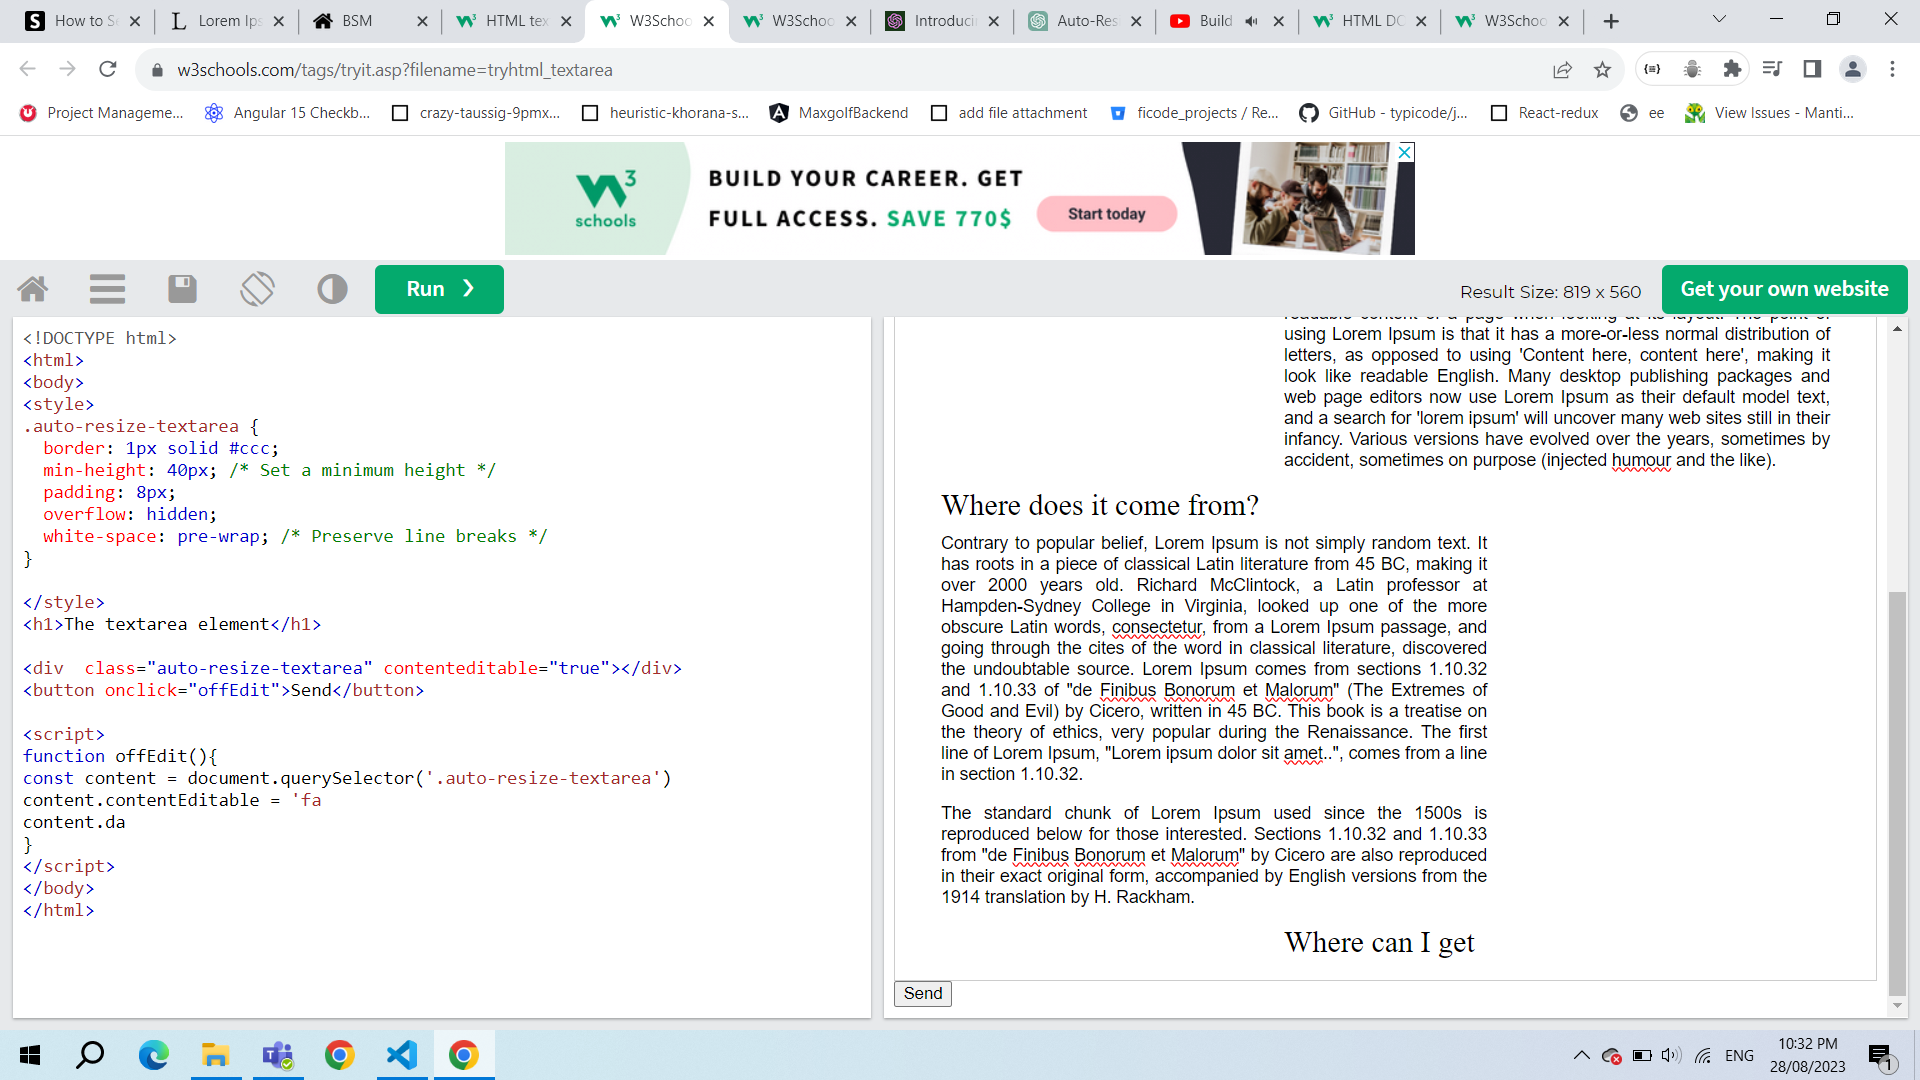 How to Se
Lorem Ips
BSM
HTML tex
W3Schoo
W3Schoo
Introducin
Auto-Res
Build
HTML DO
W3Schoo
w3schools.com/tags/tryit.asp?filename=tryhtml_textarea
Project Manageme...
Angular 15 Checkb...
crazy-taussig-9pmx...
heuristic-khorana-s...
MaxgolfBackend
add file attachment
ficode_projects / Re...
GitHub - typicode/j...
React-redux
ee
View Issues - Manti...
3
schools
BUILD YOUR CAREER. GET
FULL ACCESS. SAVE 770$
Start today
Run ❯
Result Size: 819 x 560
Get your own website
<!DOCTYPE html>
<html>
<body>
<style>
.auto-resize-textarea {
border: 1px solid #ccc;
min-height: 40px; /* Set a minimum height */
padding: 8px;
overflow: hidden;
white-space: pre-wrap; /* Preserve line breaks */
}
</style>
<h1>The textarea element</h1>
<div  class="auto-resize-textarea" contenteditable="true"></div>
<button onclick="offEdit">Send</button>
<script>
function offEdit(){
const content = document.querySelector('.auto-resize-textarea')
content.contentEditable = 'fa
content.da
}
</script>
</body>
</html>
readable content of a page when looking at its layout. The point of
using Lorem Ipsum is that it has a more-or-less normal distribution of
letters, as opposed to using 'Content here, content here', making it
look like readable English. Many desktop publishing packages and
web page editors now use Lorem Ipsum as their default model text,
and a search for 'lorem ipsum' will uncover many web sites still in their
infancy. Various versions have evolved over the years, sometimes by
accident, sometimes on purpose (injected humour and the like).
Where does it come from?
Contrary to popular belief, Lorem Ipsum is not simply random text. It
has roots in a piece of classical Latin literature from 45 BC, making it
over 2000 years old. Richard McClintock, a Latin professor at
Hampden-Sydney College in Virginia, looked up one of the more
obscure Latin words, consectetur, from a Lorem Ipsum passage, and
going through the cites of the word in classical literature, discovered
the undoubtable source. Lorem Ipsum comes from sections 1.10.32
and 1.10.33 of "de Finibus Bonorum et Malorum" (The Extremes of
Good and Evil) by Cicero, written in 45 BC. This book is a treatise on
the theory of ethics, very popular during the Renaissance. The first
line of Lorem Ipsum, "Lorem ipsum dolor sit amet..", comes from a line
in section 1.10.32.
The standard chunk of Lorem Ipsum used since the 1500s is
reproduced below for those interested. Sections 1.10.32 and 1.10.33
from "de Finibus Bonorum et Malorum" by Cicero are also reproduced
in their exact original form, accompanied by English versions from the
1914 translation by H. Rackham.
Where can I get
Send
ENG
10:32 PM
28/08/2023
1